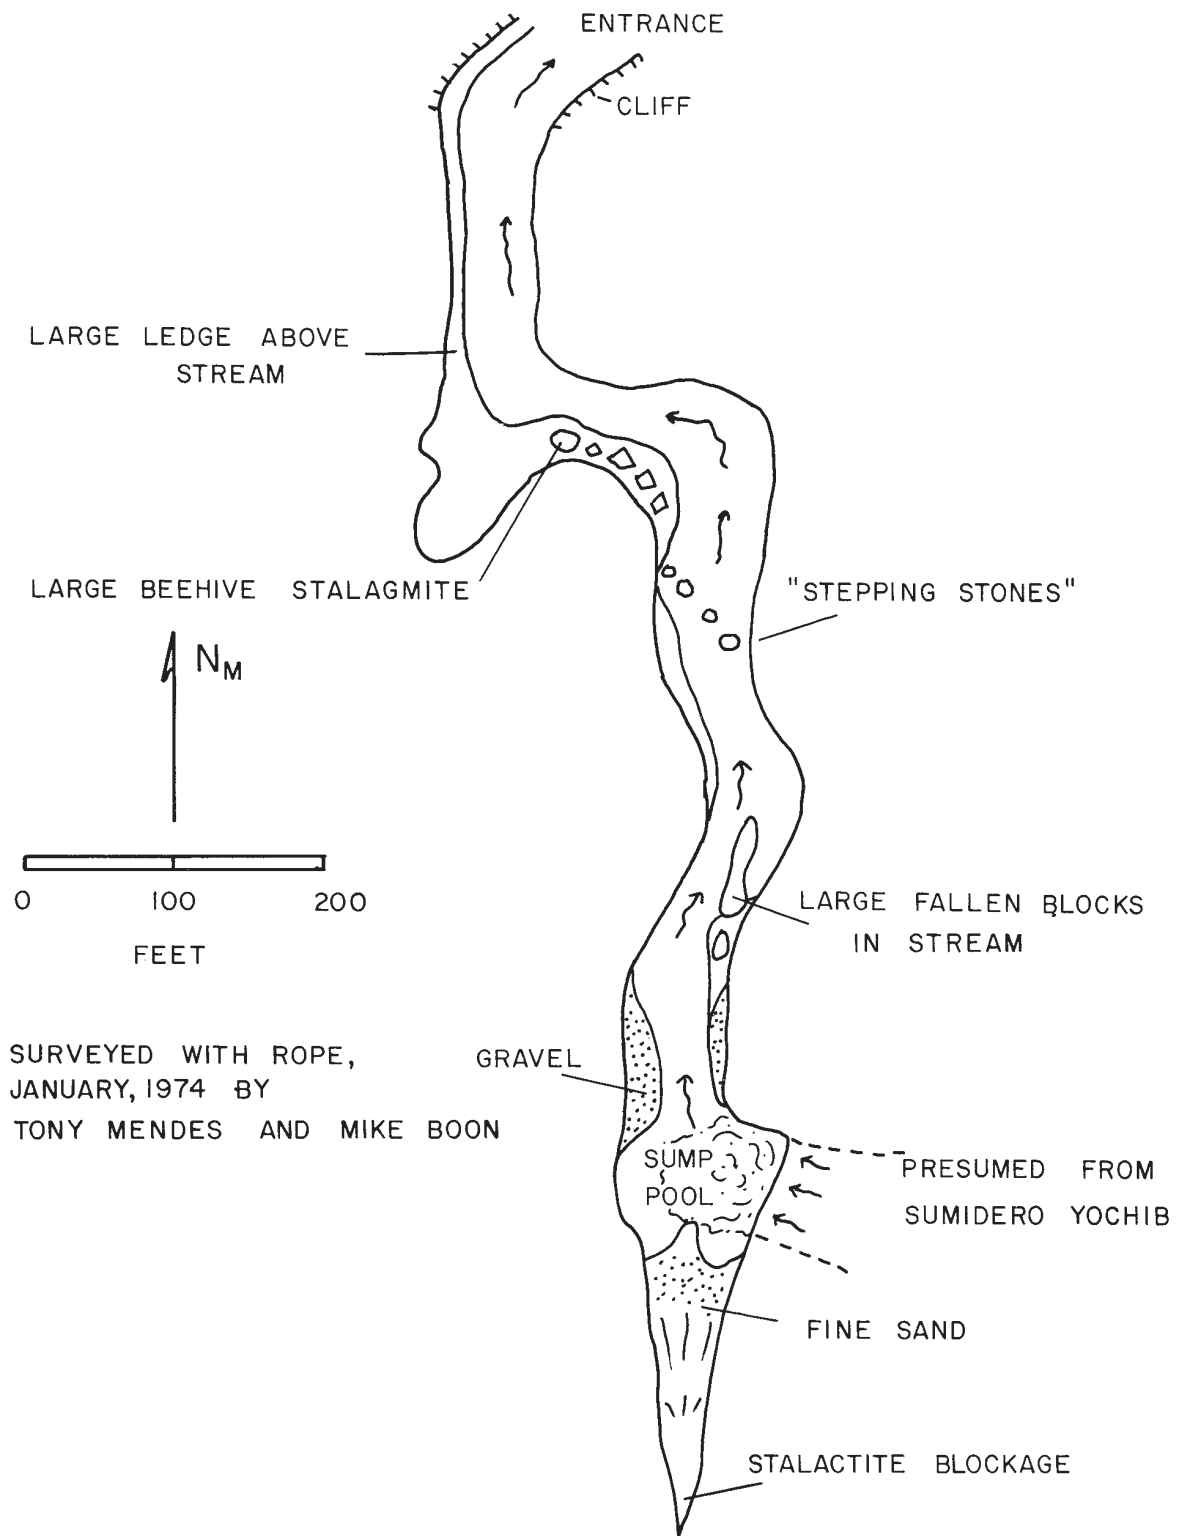 ENTRANCE
CLIFF
LARGE LEDGE ABOVE
STREAM
LARGE BEEHIVE STALAGMITE
"STEPPING STONES"
N M
0 100 200
FEET
LARGE FALLEN BLOCKS
IN STREAM
SURVEYED WITH ROPE,
JANUARY, 1974 BY
TONY MENDES AND MIKE BOON
GRAVEL
SUMP
POOL
PRESUMED FROM
SUMIDERO YOCHIB
FINE SAND
STALACTITE BLOCKAGE